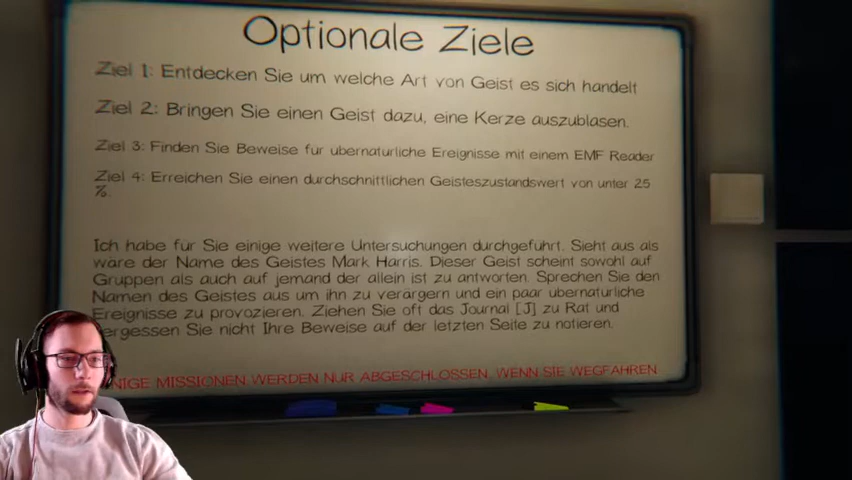 Optionale Ziele
Ziel 1: Entdecken Sie um welche Art von Geist es sich handelt
Ziel 2: Bringen Sie einen Geist dazu, eine Kerze auszublasen.
Ziel 3: Finden Sie Beweise für übernatürliche Ereignisse mit einem EMF Reader
Ziel 4: Erreichen Sie einen durchschnittlichen Geisteszustandswert von unter 25
%.
Ich habe für Sie einige weitere Untersuchungen durchgeführt. Sieht aus als
wäre der Name des Geistes Mark Harris. Dieser Geist scheint sowohl auf
Gruppen als auch auf jemand der allein ist zu antworten. Sprechen Sie den
Namen des Geistes aus um ihn zu verärgern und ein paar übernatürliche
Ereignisse zu provozieren. Ziehen Sie oft das Journal [J] zu Rat und
vergessen Sie nicht Ihre Beweise auf der letzten Seite zu notieren.
NIGE MISSIONEN WERDEN NUR ABGESCHLOSSEN, WENN SIE WEGFAHREN